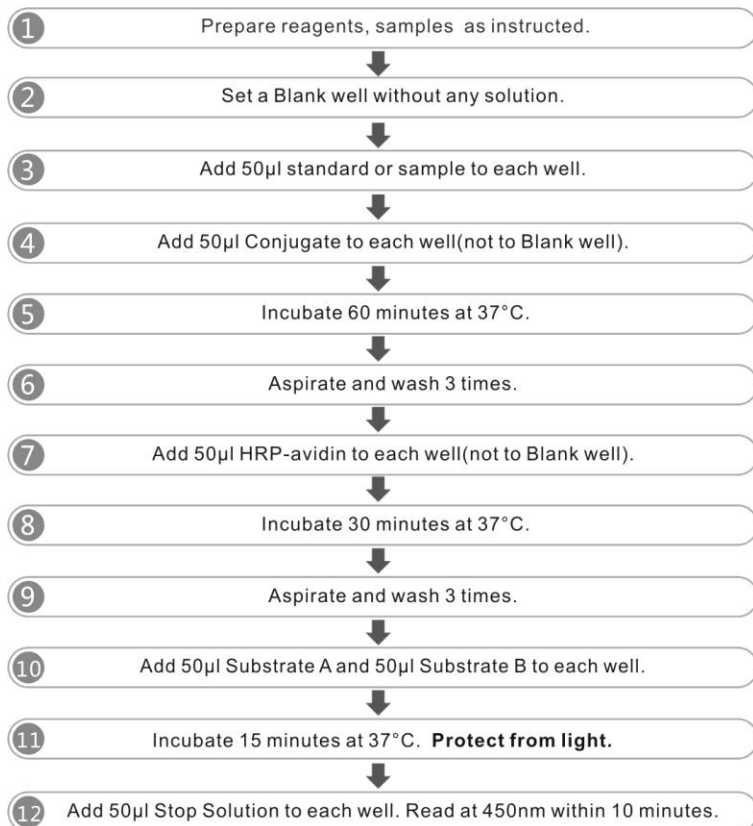 1 Prepare reagents, samples as instructed.
2 Set a Blank well without any solution.
3 Add 50µl standard or sample to each well.
4 Add 50µl Conjugate to each well(not to Blank well).
5 Incubate 60 minutes at 37°C.
6 Aspirate and wash 3 times.
7 Add 50µl HRP-avidin to each well(not to Blank well).
8 Incubate 30 minutes at 37°C.
9 Aspirate and wash 3 times.
10 Add 50µl Substrate A and 50µl Substrate B to each well.
11 Incubate 15 minutes at 37°C. Protect from light.
12 Add 50µl Stop Solution to each well. Read at 450nm within 10 minutes.